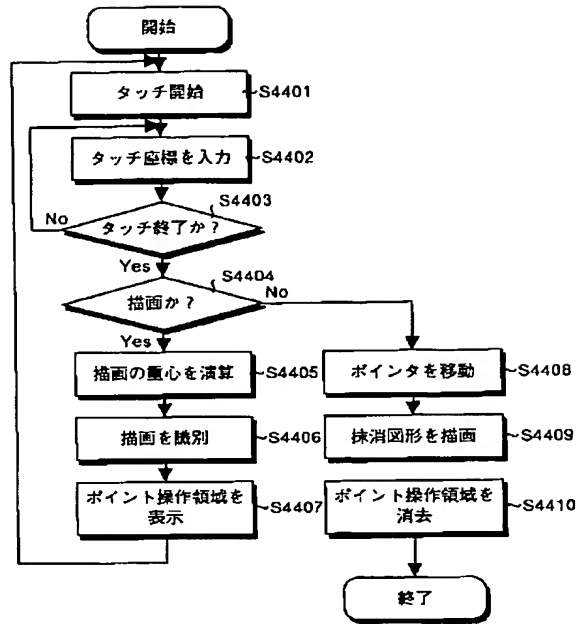 開始
タッチ開始
S4401
タッチ座標を入力
S4402
S4403
No
タッチ終了か？
Yes
S4404
描画か？
No
Yes
描画の重心を演算
S4405
ポインタを移動
S4408
描画を識別
S4406
抹消図形を描画
S4409
ポイント操作領域を
表示
S4407
ポイント操作領域を
消去
S4410
終了